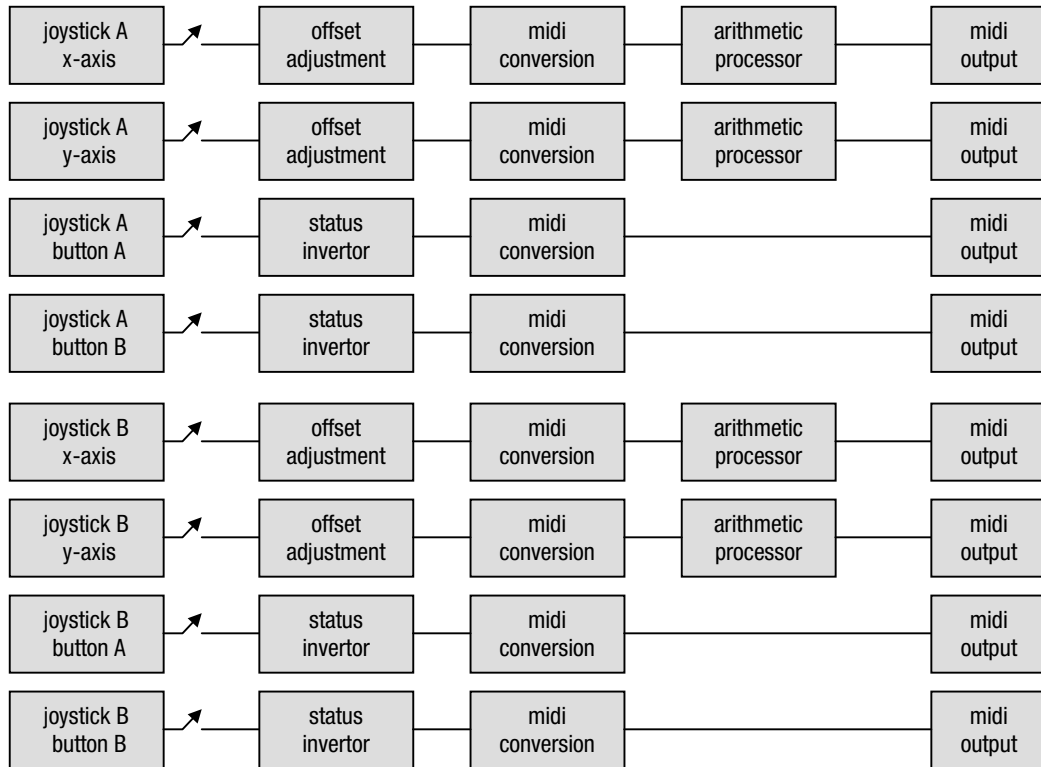 joystick A
x-axis
offset
adjustment
midi
conversion
arithmetic
processor
midi
output
joystick A
y-axis
offset
adjustment
midi
conversion
arithmetic
processor
midi
output
joystick A
button A
status
invertor
midi
conversion
midi
output
joystick A
button B
status
invertor
midi
conversion
midi
output
joystick B
x-axis
offset
adjustment
midi
conversion
arithmetic
processor
midi
output
joystick B
y-axis
offset
adjustment
midi
conversion
arithmetic
processor
midi
output
joystick B
button A
status
invertor
midi
conversion
midi
output
joystick B
button B
status
invertor
midi
conversion
midi
output